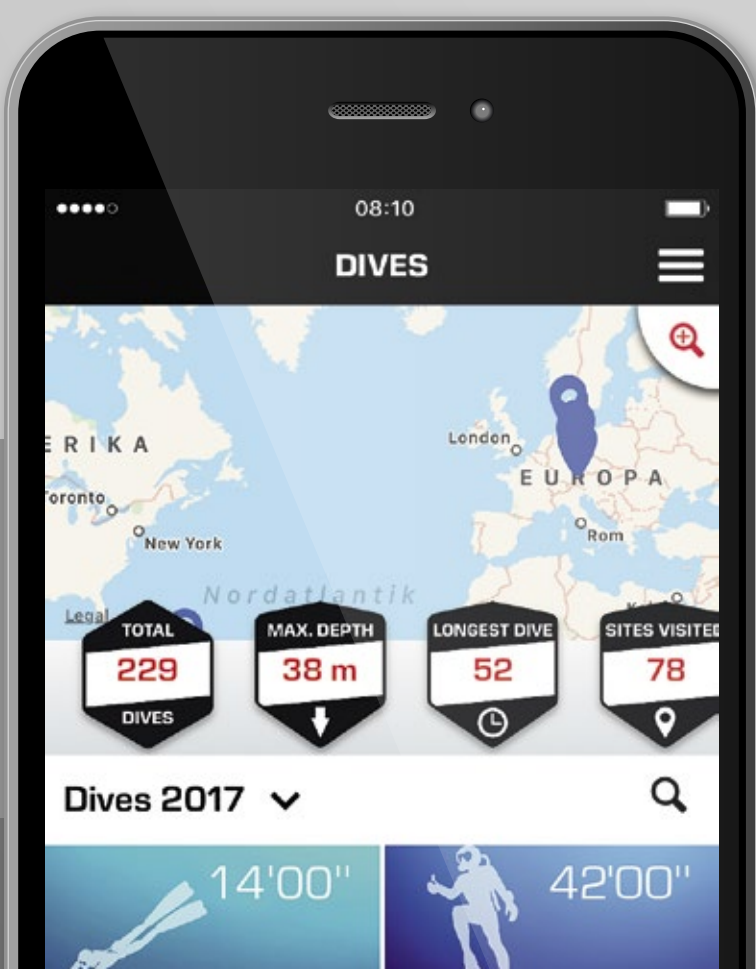 08:10
DIVES
ERIKA
London
EUROPA
Toronto
New York
Rom
Nordatlantik
Legal
TOTAL
229
DIVES
MAX. DEPTH
38 m
LONGEST DIVE
52
SITES VISITED
78
Dives 2017
14'00"
42'00"